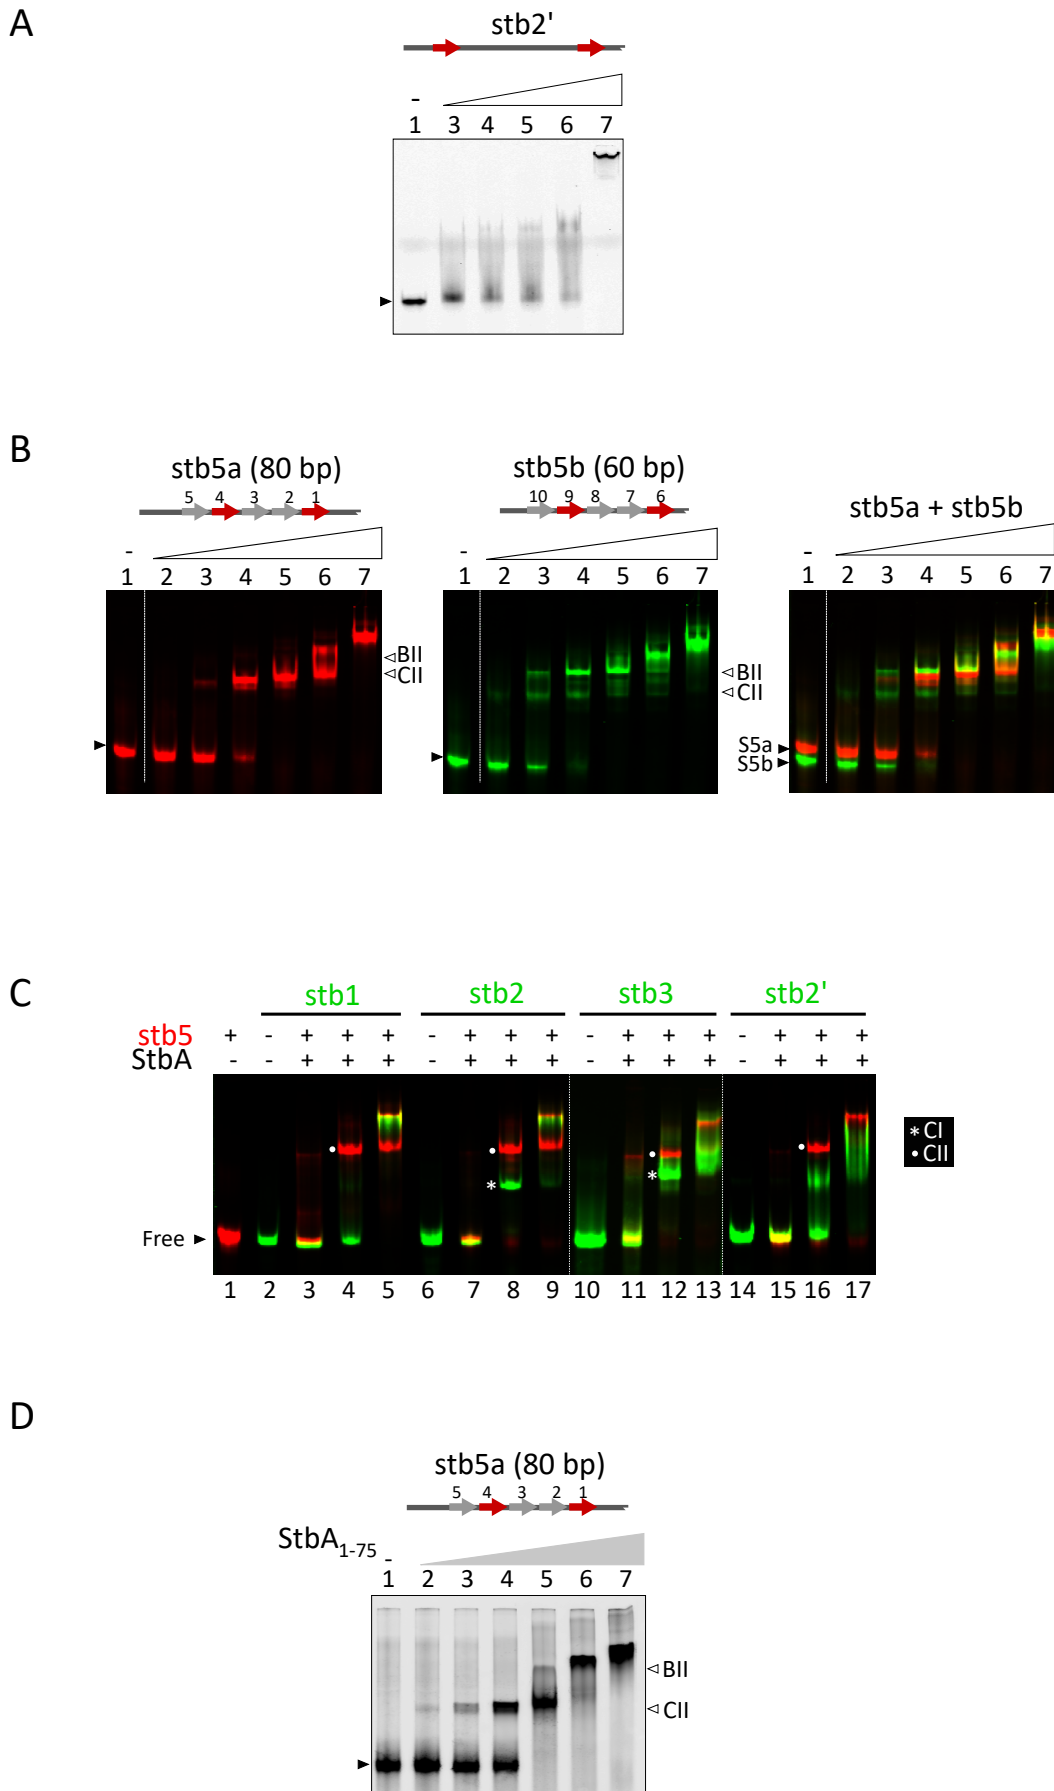 A
stb2'
-
1 3 4 5 6 7
B
stb5a (80 bp)
5 4 3 2 1
-
1 2 3 4 5 6 7
BII
CII
stb5b (60 bp)
10 9 8 7 6
-
1 2 3 4 5 6 7
BII
CII
stb5a + stb5b
-
1 2 3 4 5 6 7
S5a
S5b
C
stb1 stb2 stb3 stb2'
stb5 + - + + + - + + + - + + + - + + +
StbA - - + + + - + + + - + + + - + + +
* CI
• CII
Free
1 2 3 4 5 6 7 8 9 10 11 12 13 14 15 16 17
D
stb5a (80 bp)
5 4 3 2 1
StbA1-75
-
1 2 3 4 5 6 7
BII
CII